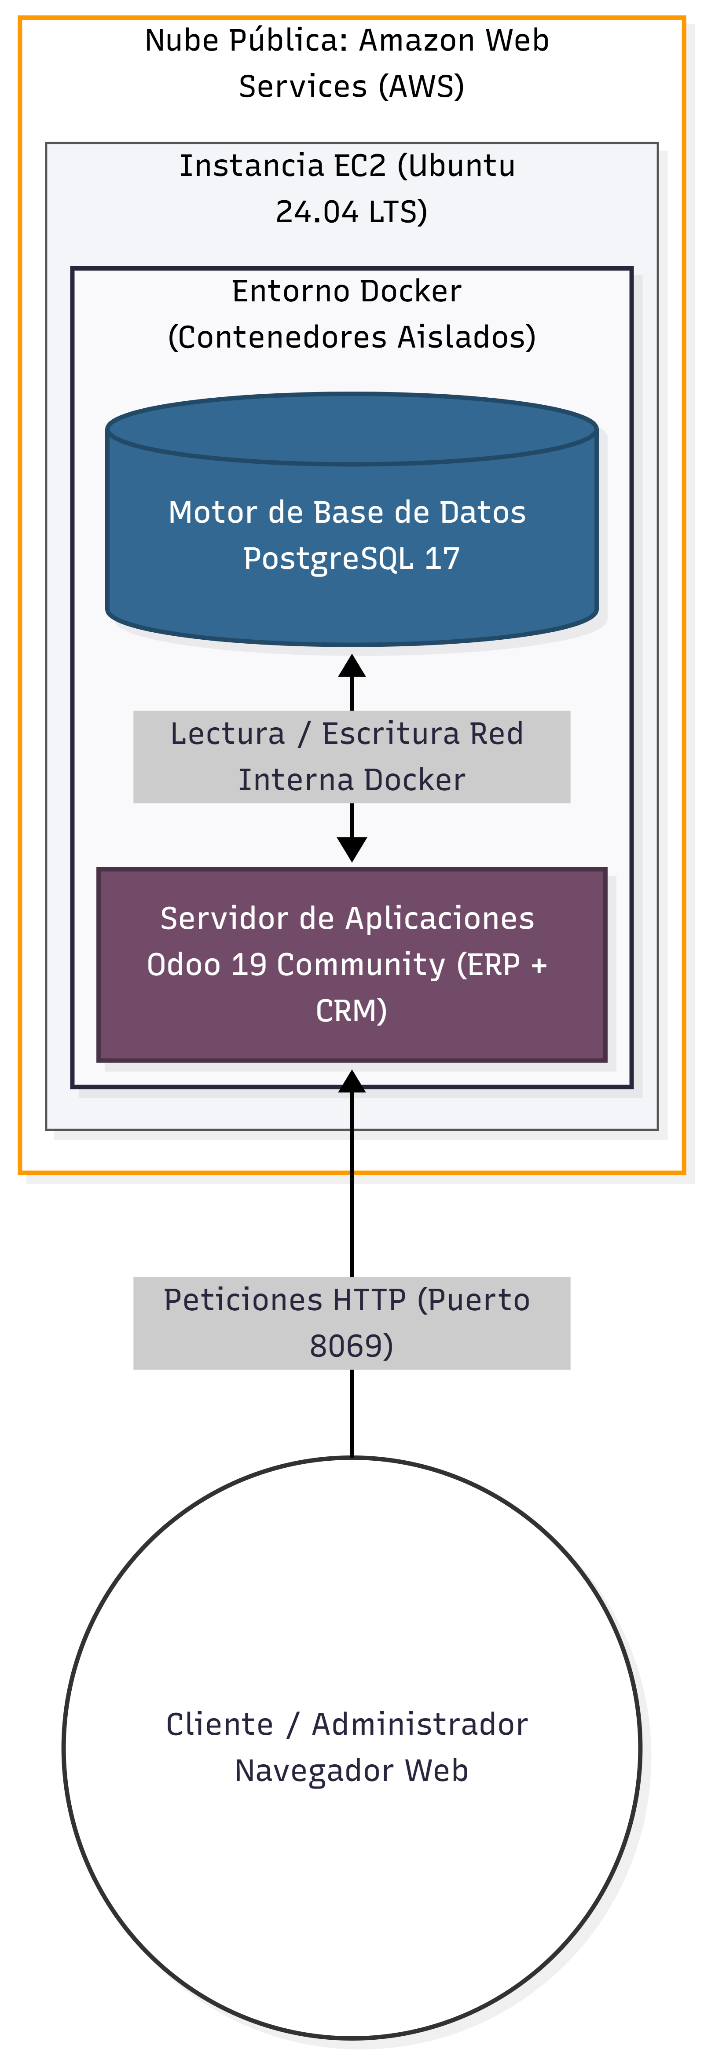 Nube Pública: Amazon Web
Services (AWS)
Instancia EC2 (Ubuntu
24.04 LTS)
Entorno Docker
(Contenedores Aislados)
Motor de Base de Datos
PostgreSQL 17
Lectura / Escritura Red
Interna Docker
Servidor de Aplicaciones
Odoo 19 Community (ERP +
CRM)
Peticiones HTTP (Puerto
8069)
Cliente / Administrador
Navegador Web